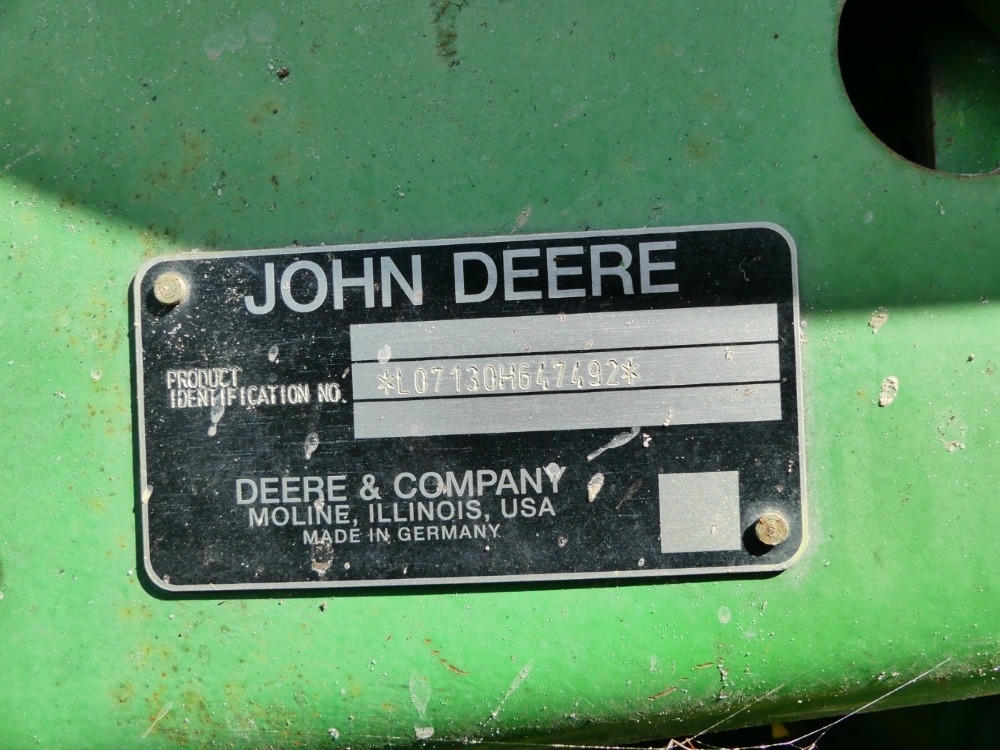 JOHN DEERE
PRODUCT
IDENTIFICATION NO.
*L07130H647492*
DEERE & COMPANY
MOLINE, ILLINOIS, USA
MADE IN GERMANY